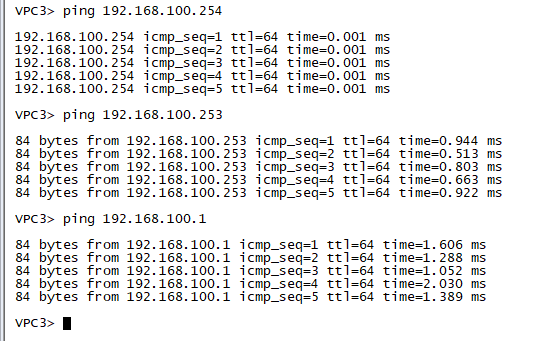 VPC3> ping 192.168.100.254
192.168.100.254 icmp_seq=1 ttl=64 time=0.001 ms
192.168.100.254 icmp_seq=2 ttl=64 time=0.001 ms
192.168.100.254 icmp_seq=3 ttl=64 time=0.001 ms
192.168.100.254 icmp_seq=4 ttl=64 time=0.001 ms
192.168.100.254 icmp_seq=5 ttl=64 time=0.001 ms
VPC3> ping 192.168.100.253
84 bytes from 192.168.100.253 icmp_seq=1 ttl=64 time=0.944 ms
84 bytes from 192.168.100.253 icmp_seq=2 ttl=64 time=0.513 ms
84 bytes from 192.168.100.253 icmp_seq=3 ttl=64 time=0.803 ms
84 bytes from 192.168.100.253 icmp_seq=4 ttl=64 time=0.663 ms
84 bytes from 192.168.100.253 icmp_seq=5 ttl=64 time=0.922 ms
VPC3> ping 192.168.100.1
84 bytes from 192.168.100.1 icmp_seq=1 ttl=64 time=1.606 ms
84 bytes from 192.168.100.1 icmp_seq=2 ttl=64 time=1.288 ms
84 bytes from 192.168.100.1 icmp_seq=3 ttl=64 time=1.052 ms
84 bytes from 192.168.100.1 icmp_seq=4 ttl=64 time=2.030 ms
84 bytes from 192.168.100.1 icmp_seq=5 ttl=64 time=1.389 ms
VPC3>